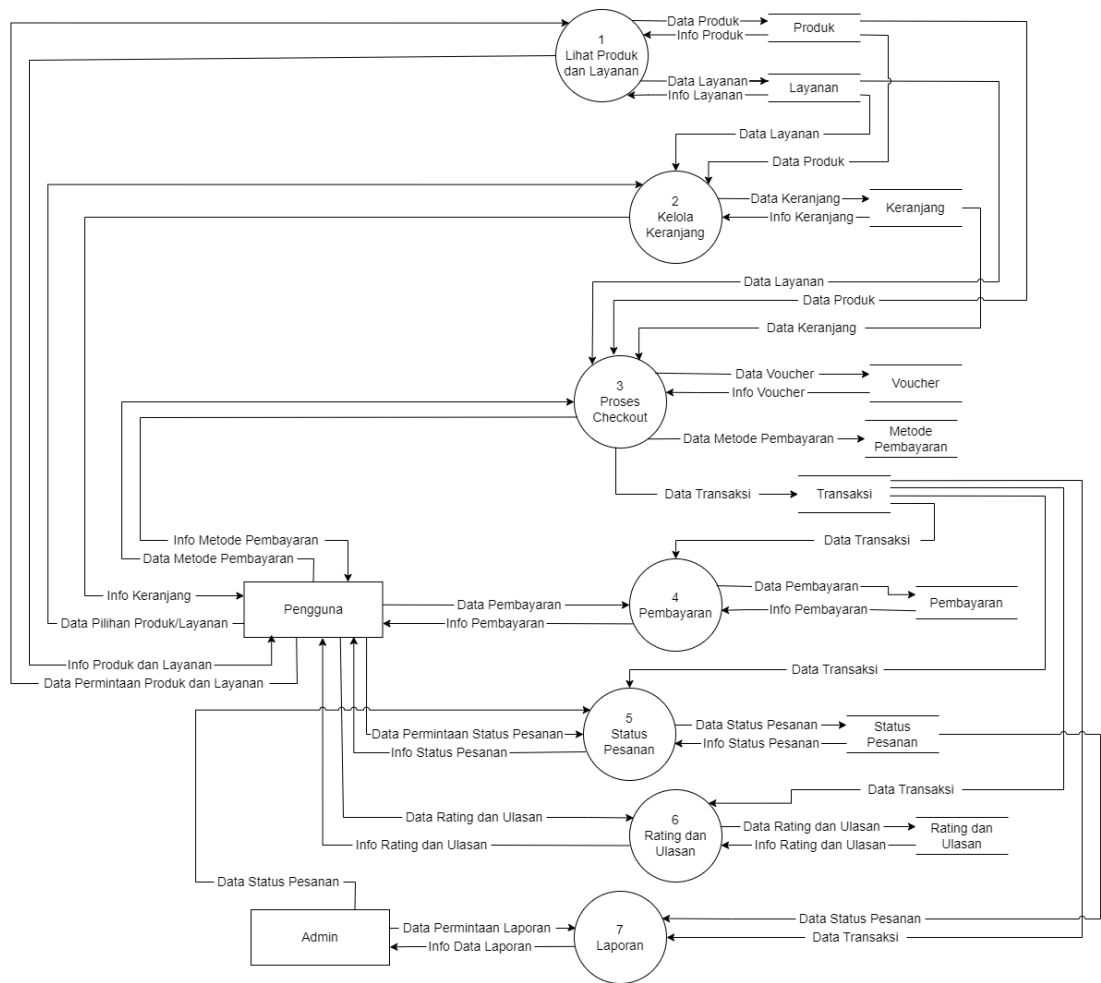 1
Lihat Produk
dan Layanan
Data Produk
Info Produk
Produk
Data Layanan
Info Layanan
Layanan
Data Layanan
Data Produk
2
Kelola
Keranjang
Data Keranjang
Info Keranjang
Keranjang
Data Layanan
Data Produk
Data Keranjang
3
Proses
Checkout
Data Voucher
Info Voucher
Voucher
Data Metode Pembayaran
Metode
Pembayaran
Data Transaksi
Transaksi
Info Metode Pembayaran
Data Metode Pembayaran
Data Transaksi
Info Keranjang
Data Pilihan Produk/Layanan
Pengguna
Data Pembayaran
Info Pembayaran
4
Pembayaran
Data Pembayaran
Info Pembayaran
Pembayaran
Info Produk dan Layanan
Data Permintaan Produk dan Layanan
Data Transaksi
Data Permintaan Status Pesanan
Info Status Pesanan
5
Status
Pesanan
Data Status Pesanan
Info Status Pesanan
Status
Pesanan
Data Transaksi
Data Rating dan Ulasan
Info Rating dan Ulasan
6
Rating dan
Ulasan
Data Rating dan Ulasan
Info Rating dan Ulasan
Rating dan
Ulasan
Data Status Pesanan
Admin
Data Permintaan Laporan
Info Data Laporan
7
Laporan
Data Status Pesanan
Data Transaksi